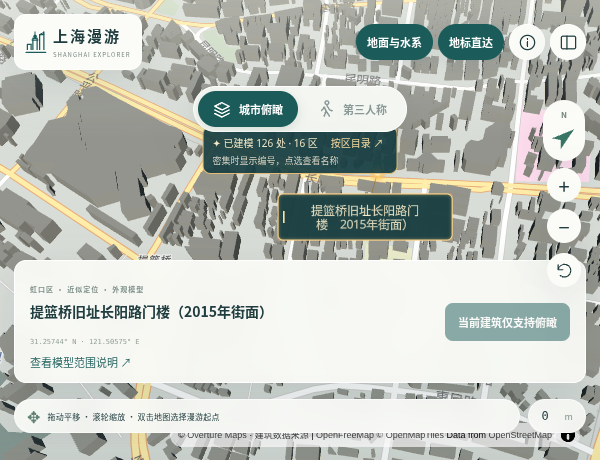 上海漫游
SHANGHAI EXPLORER
地面与水系
地标直达
昆明路
城市俯瞰
第三人称
N
✦ 已建模 126 处 · 16 区 按区目录 ↗
密集时显示编号，点选查看名称
提篮桥旧址长阳路门
楼 2015年街面）
+
−
提篮桥
虹口区 · 近似定位 · 外观模型
提篮桥旧址长阳路门楼（2015年街面）
当前建筑仅支持俯瞰
31.25744° N · 121.50575° E
查看模型范围说明 ↗
拖动平移 · 滚轮缩放 · 双击地图选择漫游起点
0 m
© Overture Maps · 建筑数据来源 | OpenFreeMap © OpenMapTiles Data from OpenStreetMap